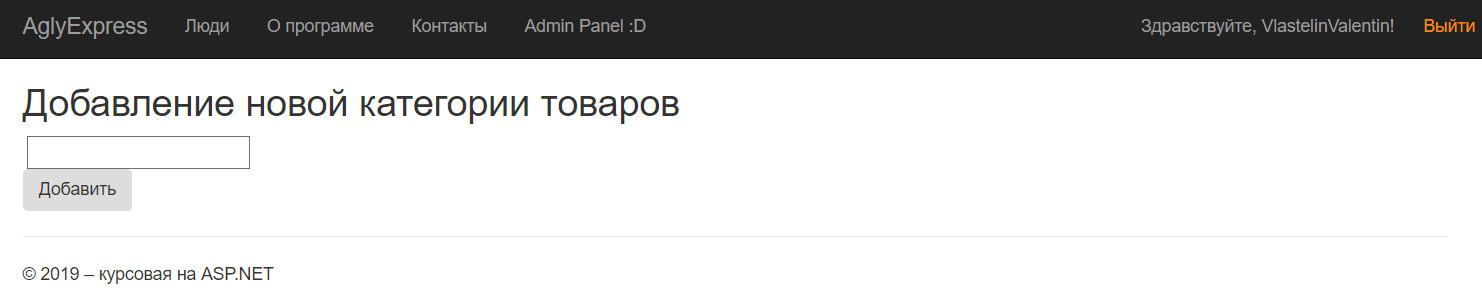 AglyExpress Люди О программе Контакты Admin Panel :D Здравствуйте, VlastelinValentin! Выйти
Добавление новой категории товаров
Добавить
© 2019 – курсовая на ASP.NET